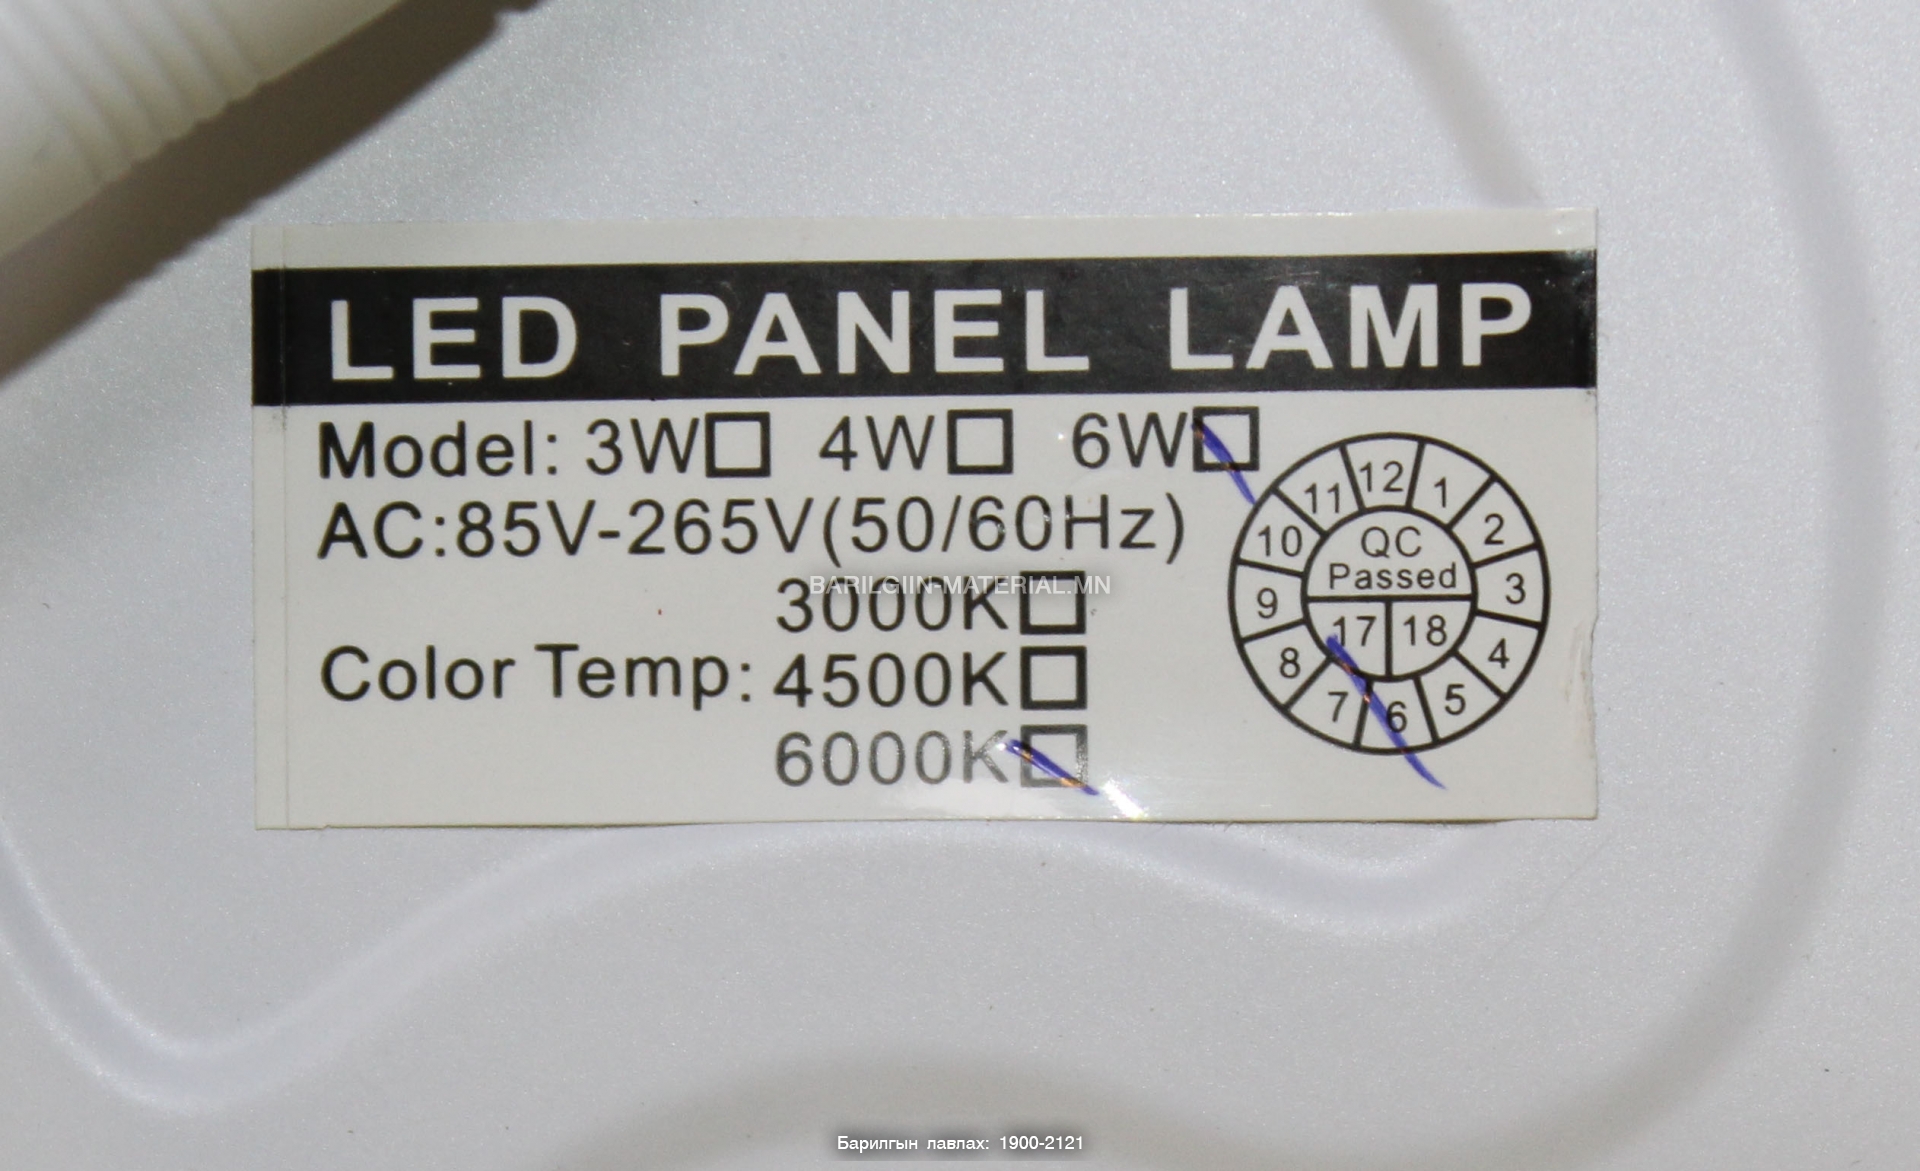 LED PANEL LAMP
Model: 3W☐ 4W☐ 6W☐
AC:85V-265V(50/60Hz)
3000K☐
Color Temp: 4500K☐
6000K☐
QC
Passed
17 18
12
1
2
3
4
5
6
7
8
9
10
11
BARILGIIN-MATERIAL.MN
Барилгын лавлах: 1900-2121